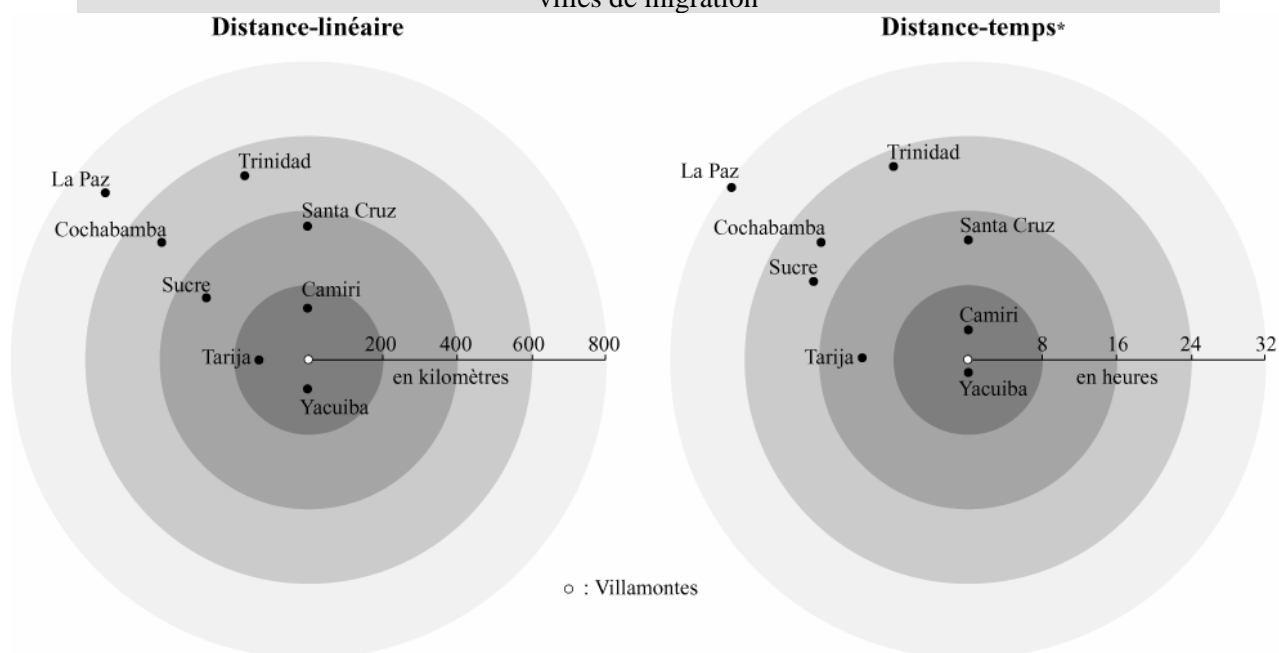 villes de migration
Distance-linéaire
Trinidad
La Paz
Santa Cruz
Cochabamba
Sucre
Camiri
Tarija
200 400 600 800
en kilomètres
Yacuiba
Distance-temps*
Trinidad
La Paz
Santa Cruz
Cochabamba
Sucre
Camiri
Tarija
8 16 24 32
en heures
Yacuiba
: Villamontes